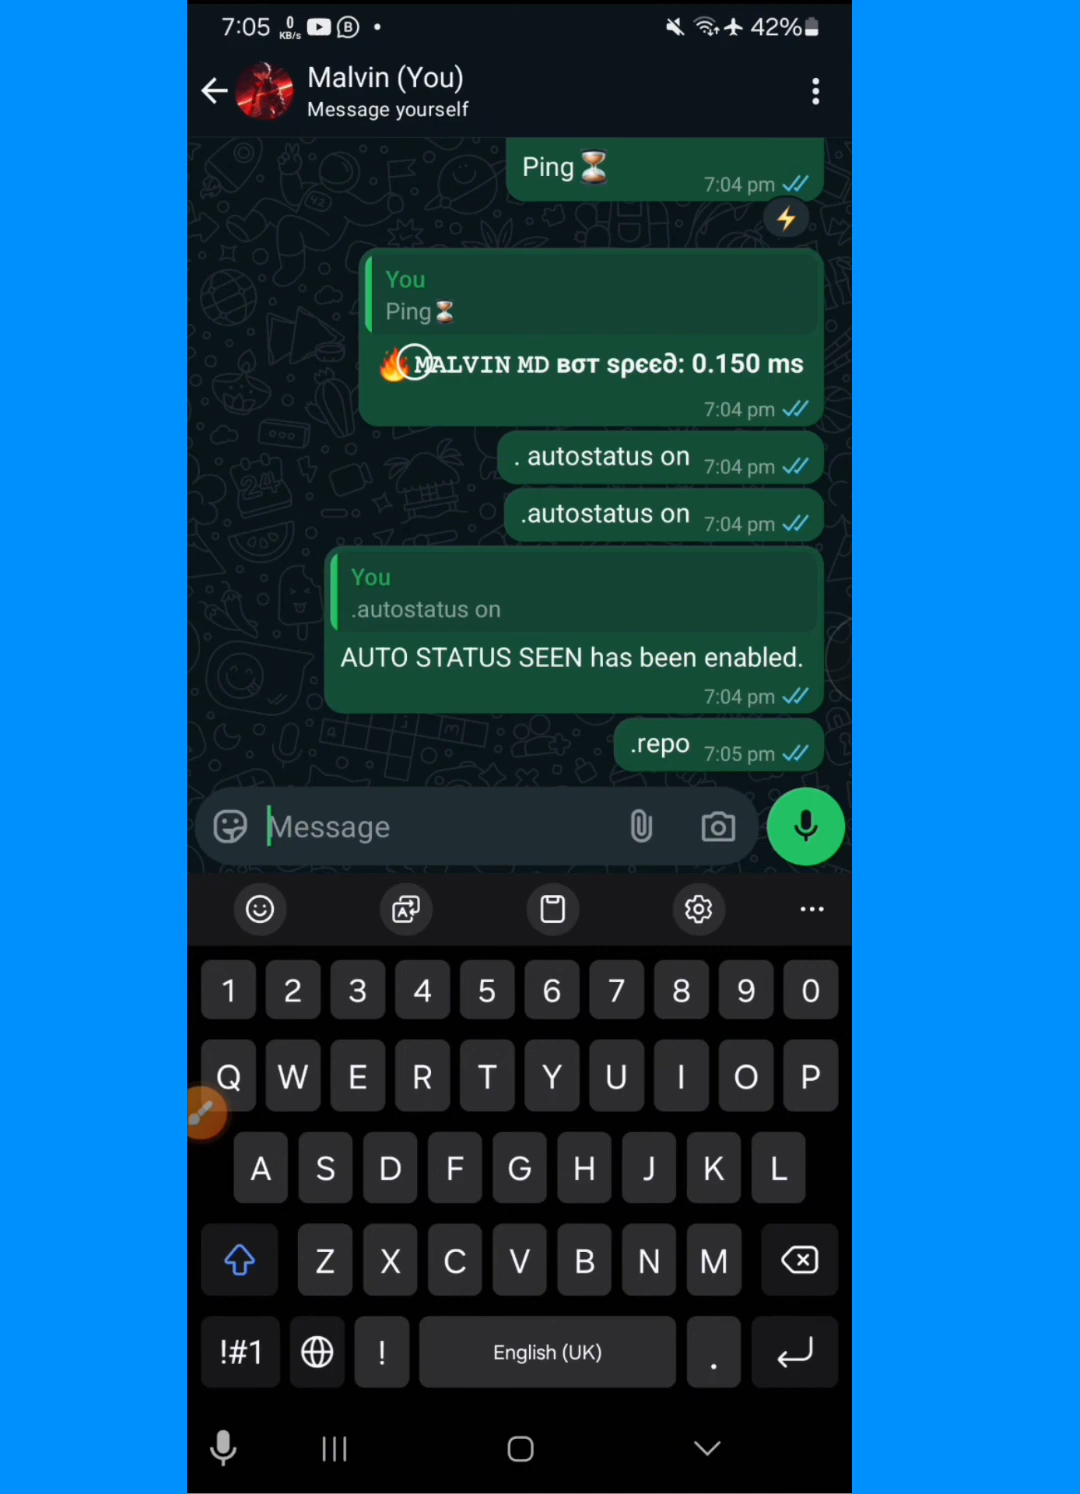 7:05 0 KB/s B 42%
Malvin (You)
Message yourself
Ping⏳
7:04 pm
⚡
You
Ping⏳
🔥𝙼𝙰𝙻𝚅𝙸𝙽 MD вσт ѕρєє∂: 0.150 ms
7:04 pm
. autostatus on 7:04 pm
.autostatus on 7:04 pm
You
.autostatus on
AUTO STATUS SEEN has been enabled.
7:04 pm
.repo 7:05 pm
Message
1 2 3 4 5 6 7 8 9 0
Q W E R T Y U I O P
A S D F G H J K L
Z X C V B N M
!#1 ! English (UK) .